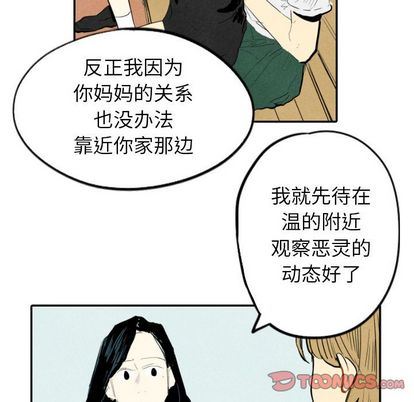 反正我因为
你妈妈的关系
也没办法
靠近你家那边
我就先待在
温的附近
观察恶灵的
动态好了
TOOMICS.COM